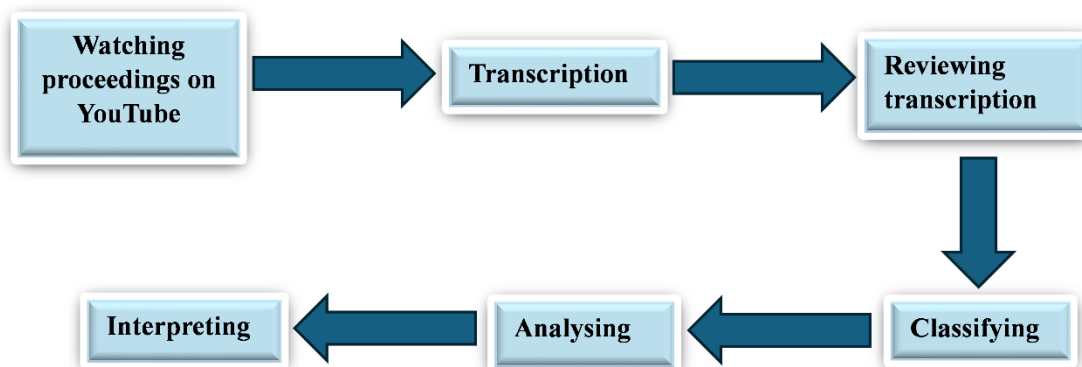 Watching
proceedings on
YouTube
Transcription
Reviewing
transcription
Classifying
Analysing
Interpreting